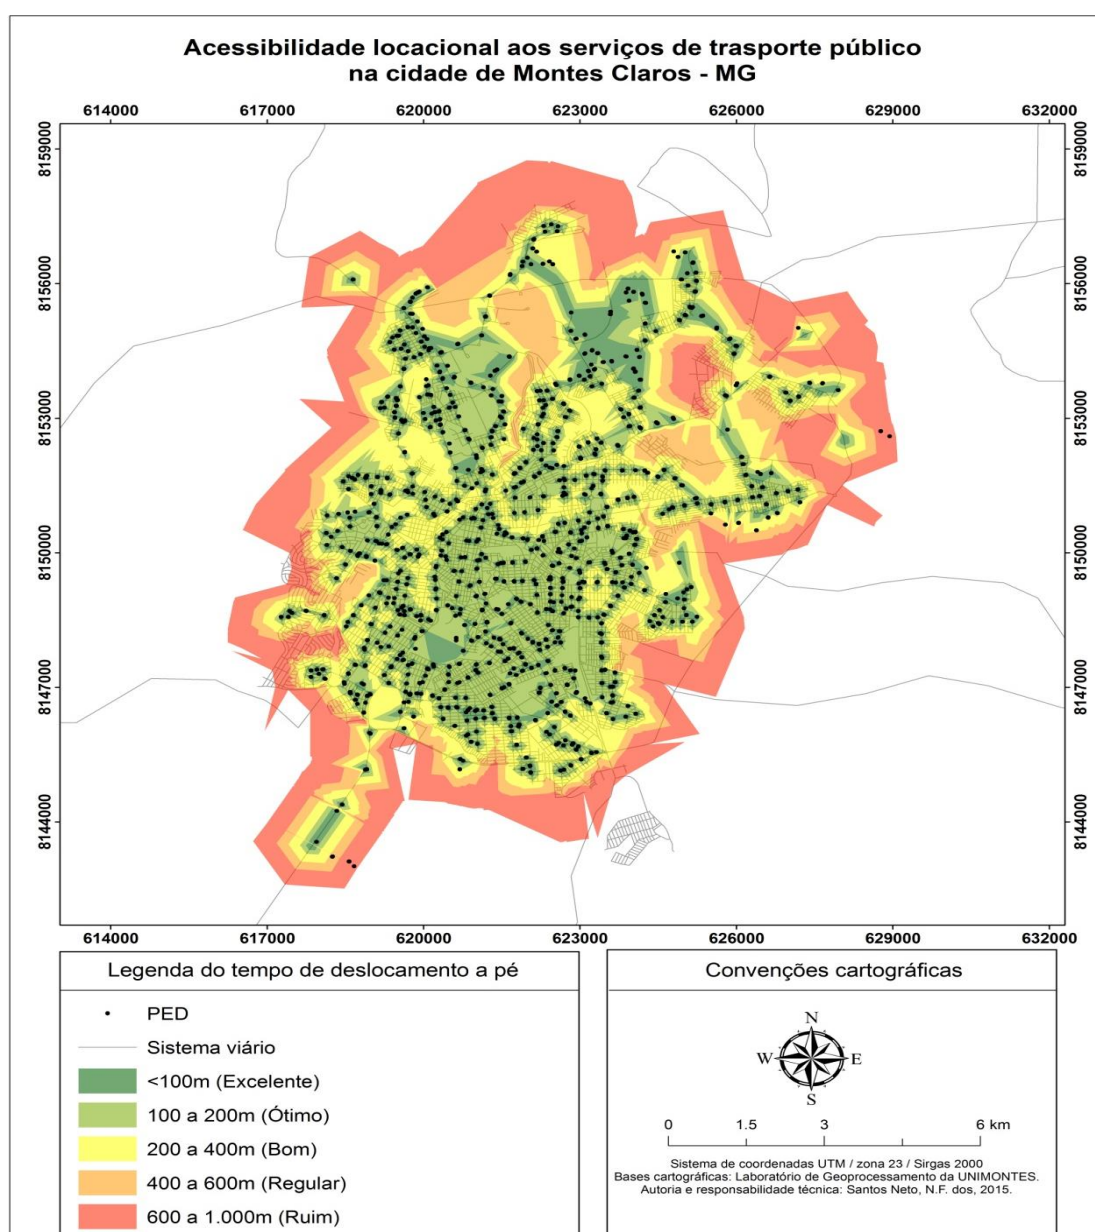 Acessibilidade locacional aos serviços de trasporte público
na cidade de Montes Claros - MG
614000 617000 620000 623000 626000 629000 632000
8159000 8159000
8156000 8156000
8153000 8153000
8150000 8150000
8147000 8147000
8144000 8144000
614000 617000 620000 623000 626000 629000 632000
Legenda do tempo de deslocamento a pé
PED
Sistema viário
<100m (Excelente)
100 a 200m (Ótimo)
200 a 400m (Bom)
400 a 600m (Regular)
600 a 1.000m (Ruim)
Convenções cartográficas
N
W E
S
0 1.5 3 6 km
Sistema de coordenadas UTM / zona 23 / Sirgas 2000
Bases cartográficas: Laboratório de Geoprocessamento da UNIMONTES.
Autoria e responsabilidade técnica: Santos Neto, N.F. dos, 2015.